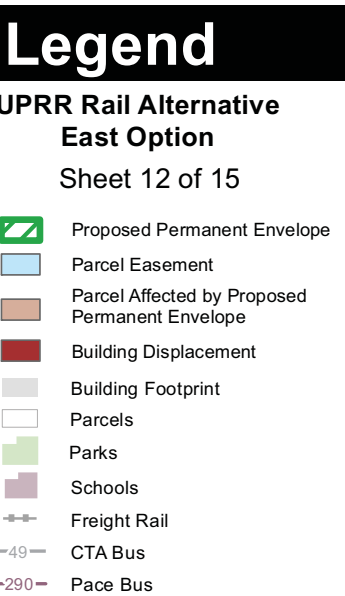 Legend
UPRR Rail Alternative
East Option
Sheet 12 of 15
Proposed Permanent Envelope
Parcel Easement
Parcel Affected by Proposed
Permanent Envelope
Building Displacement
Building Footprint
Parcels
Parks
Schools
Freight Rail
49 CTA Bus
290 Pace Bus